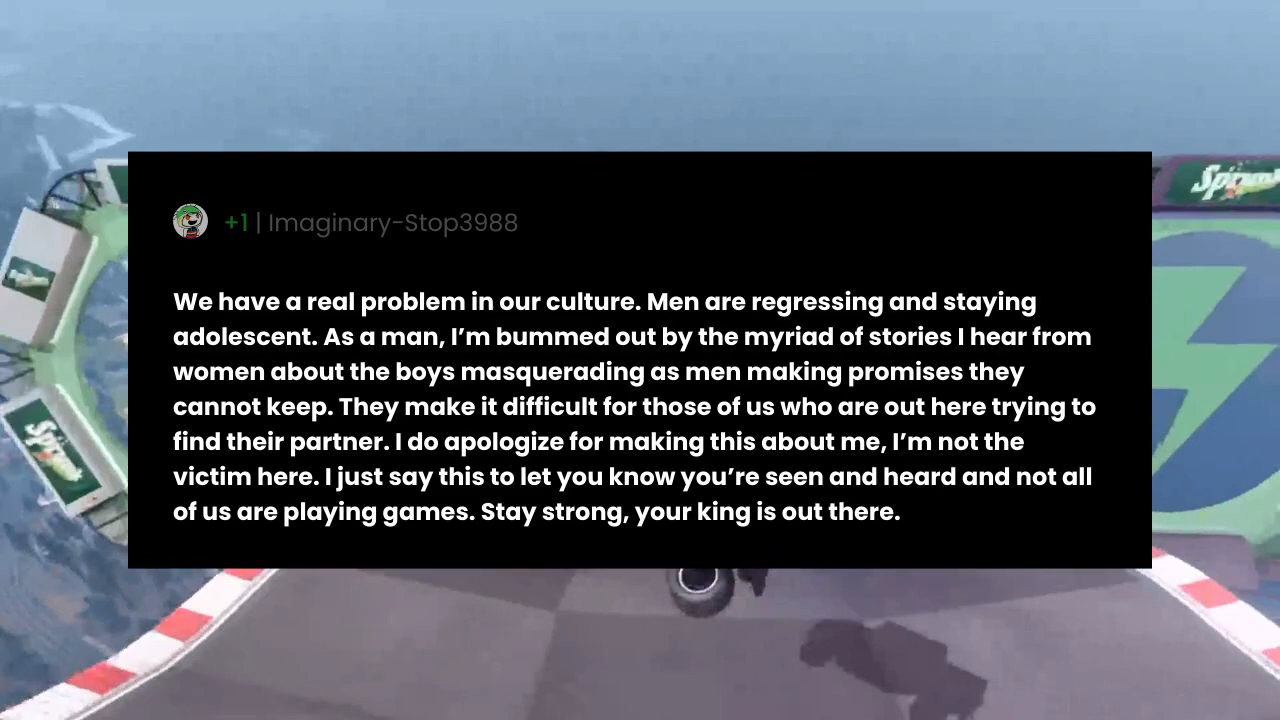 +1 | Imaginary-Stop3988
We have a real problem in our culture. Men are regressing and staying
adolescent. As a man, I’m bummed out by the myriad of stories I hear from
women about the boys masquerading as men making promises they
cannot keep. They make it difficult for those of us who are out here trying to
find their partner. I do apologize for making this about me, I’m not the
victim here. I just say this to let you know you’re seen and heard and not all
of us are playing games. Stay strong, your king is out there.